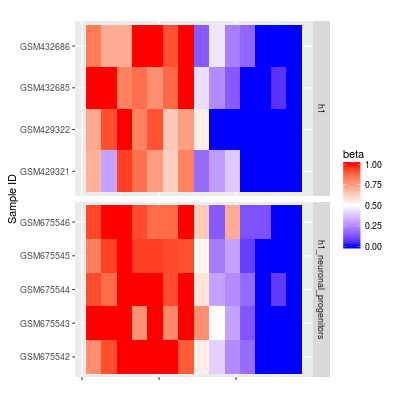 GSM432686
GSM432685
GSM429322
GSM429321
h1
GSM675546
GSM675545
GSM675544
GSM675543
GSM675542
h1_neuronal_progenitors
Sample ID
beta
1.00
0.75
0.50
0.25
0.00